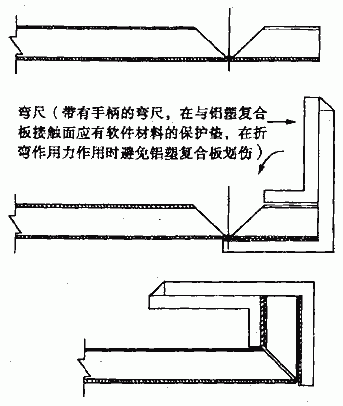 弯尺（带有手柄的弯尺，在与铝塑复合
板接触面应有软件材料的保护垫，在折
弯作用力作用时避免铝塑复合板划伤）